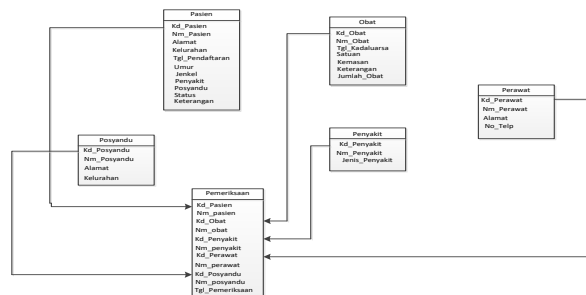 Pasien
Kd_Pasien
Nm_Pasien
Alamat
Kelurahan
Tgl_Pendaftaran
Umur
Jenkel
Penyakit
Posyandu
Status
Keterangan
Obat
Kd_Obat
Nm_Obat
Tgl_Kadaluarsa
Satuan
Kemasan
Keterangan
Jumlah_Obat
Perawat
Kd_Perawat
Nm_Perawat
Alamat
No_Telp
Posyandu
Kd_Posyandu
Nm_Posyandu
Alamat
Kelurahan
Penyakit
Kd_Penyakit
Nm_Penyakit
Jenis_Penyakit
Pemeriksaan
Kd_Pasien
Nm_pasien
Kd_Obat
Nm_obat
Kd_Penyakit
Nm_penyakit
Kd_Perawat
Nm_perawat
Kd_Posyandu
Nm_posyandu
Tgl_Pemeriksaan